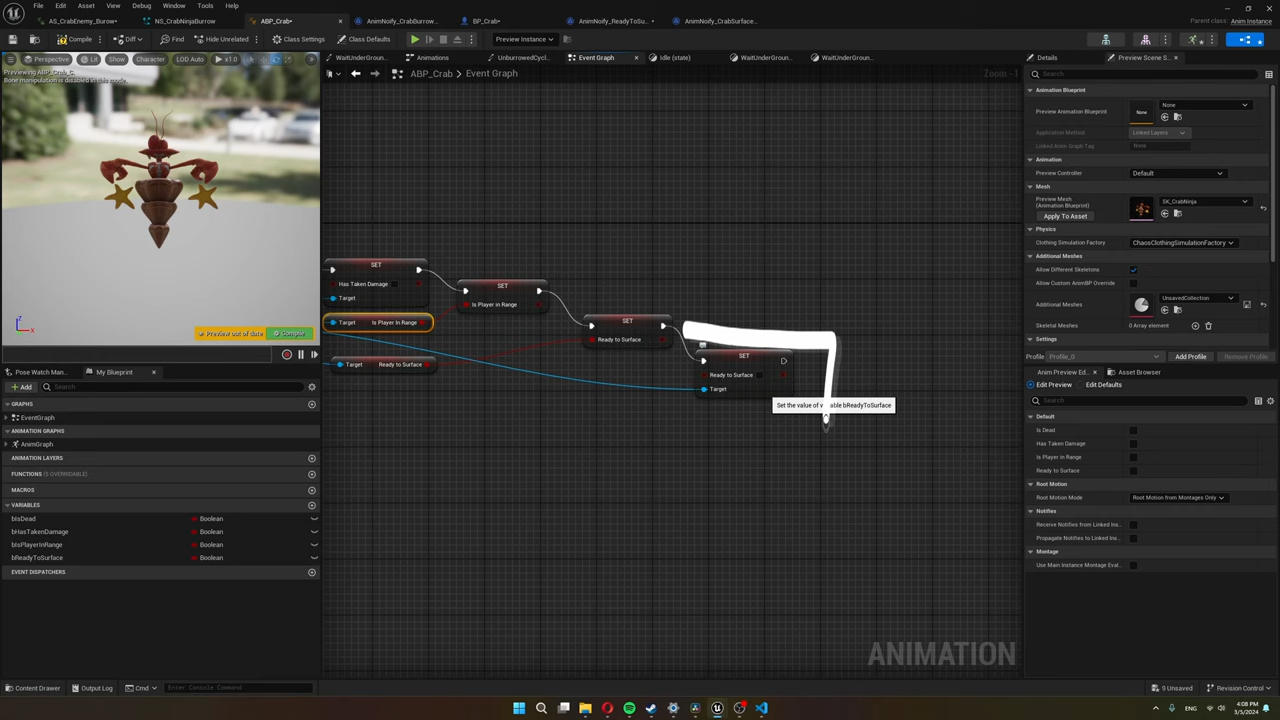 File Edit Asset View Debug Window Tools Help
Parent class: Anim Instance
AS_CrabEnemy_Burow•
NS_CrabNinjaBurrow
ABP_Crab•
AnimNoify_CrabBurrow...
BP_Crab•
AnimNoify_ReadyToSu...•
AnimNoify_CrabSurface...
Compile Diff Find Hide Unrelated Class Settings Class Defaults Preview Instance
Perspective Lit Show Character LOD Auto x1.0
Previewing ABP_Crab_C.
Bone manipulation is disabled in this mode.
Preview out of date Compile
WaitUnderGroun... Animations UnburrowedCycl... Event Graph Idle (state) WaitUnderGroun... WaitUnderGroun...
ABP_Crab > Event Graph
Zoom -1
SET
Has Taken Damage
Target
SET
Is Player in Range
Target Is Player In Range
SET
Ready to Surface
Target Ready to Surface
SET
Ready to Surface
Target
Set the value of variable bReadyToSurface
ANIMATION
Pose Watch Man... My Blueprint
Add Search
GRAPHS
EventGraph
ANIMATION GRAPHS
AnimGraph
ANIMATION LAYERS
FUNCTIONS (5 OVERRIDABLE)
MACROS
VARIABLES
bIsDead Boolean
bHasTakenDamage Boolean
bIsPlayerInRange Boolean
bReadyToSurface Boolean
EVENT DISPATCHERS
Details Preview Scene S...
Search
Animation Blueprint
Preview Animation Blueprint None None
Application Method Linked Layers
Linked Anim Graph Tag None
Animation
Preview Controller Default
Mesh
Preview Mesh
(Animation Blueprint)
SK_CrabNinja
Apply To Asset
Physics
Clothing Simulation Factory ChaosClothingSimulationFactory
Additional Meshes
Allow Different Skeletons
Allow Custom AnimBP Override
Additional Meshes UnsavedCollection
Skeletal Meshes 0 Array element
Settings
Profile Profile_0 Add Profile Remove Profile
Anim Preview Ed... Asset Browser
Edit Preview Edit Defaults
Search
Default
Is Dead
Has Taken Damage
Is Player in Range
Ready to Surface
Root Motion
Root Motion Mode Root Motion from Montages Only
Notifies
Receive Notifies from Linked Ins...
Propagate Notifies to Linked Ins...
Montage
Use Main Instance Montage Eval...
Content Drawer Output Log Cmd Enter Console Command
9 Unsaved Revision Control
ENG
4:08 PM
3/5/2024